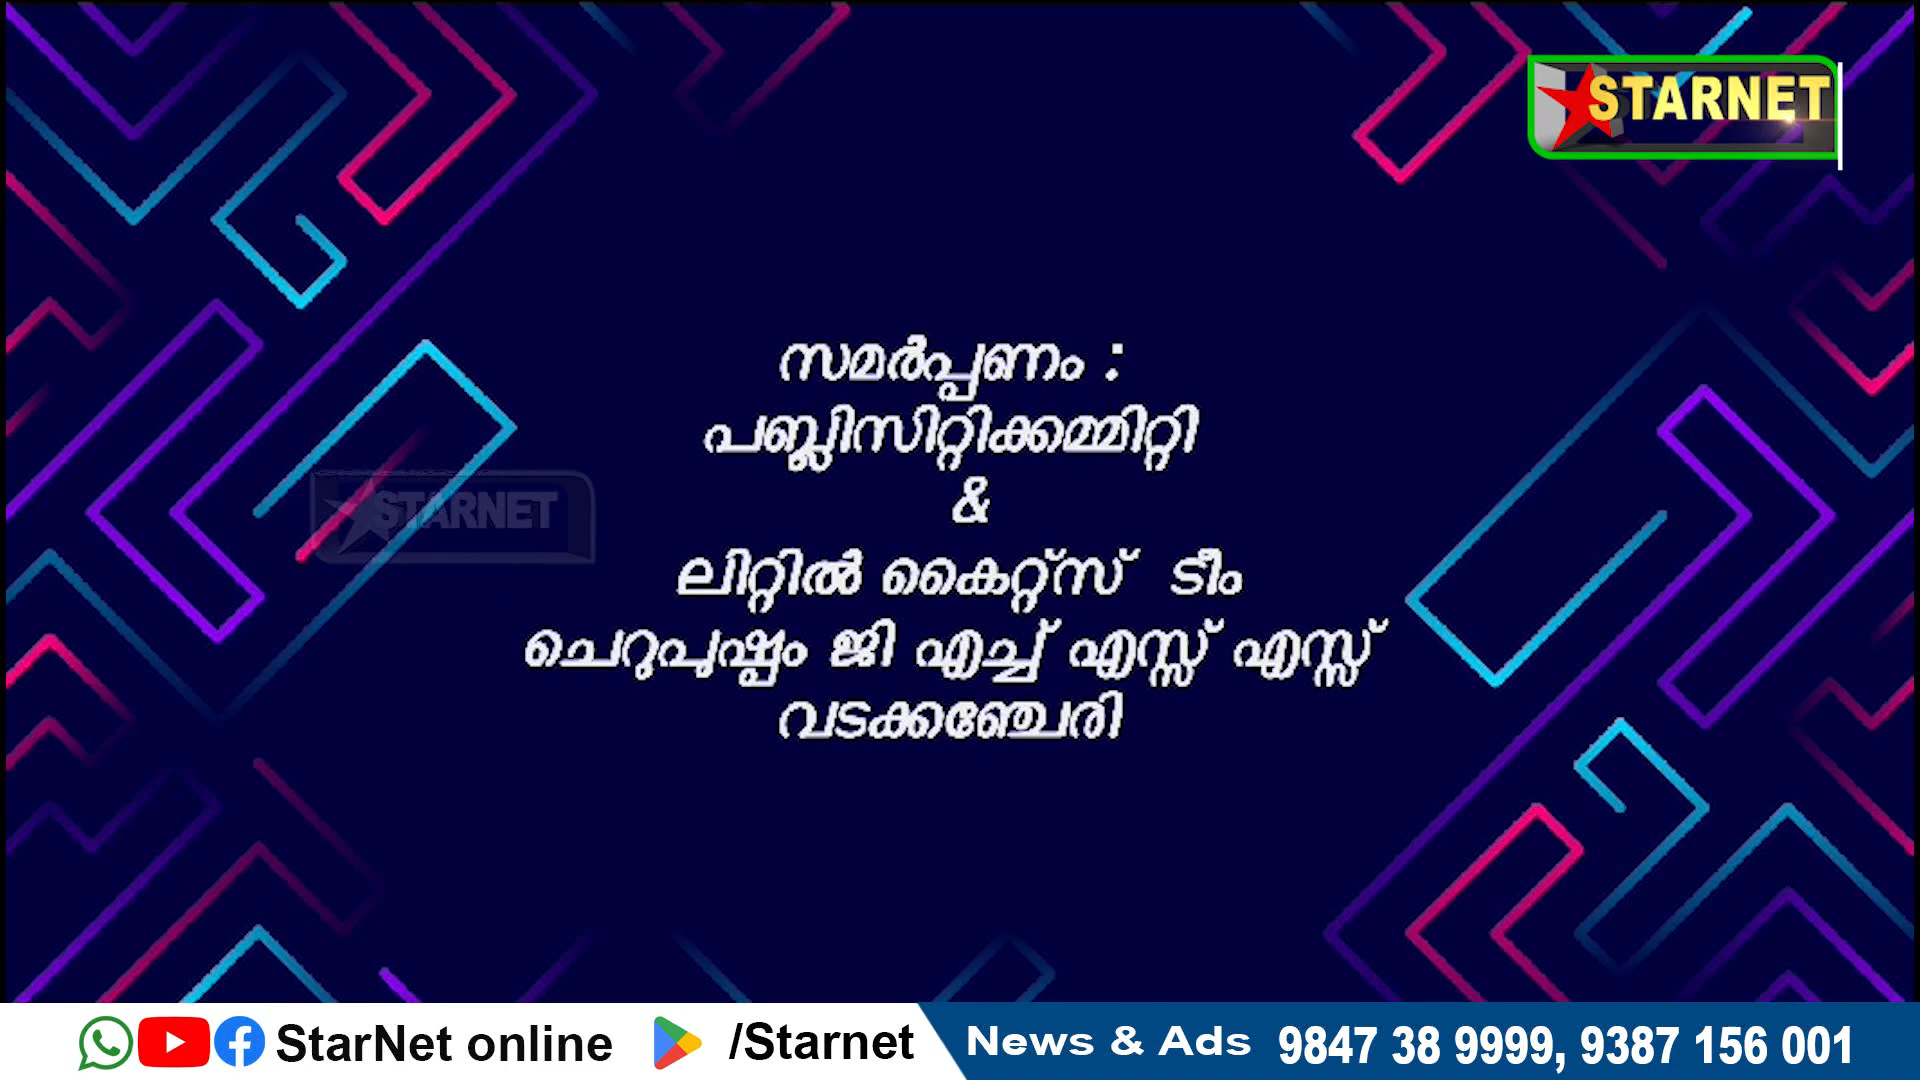 STARNET
സമർപ്പണം :
പബ്ലിസിറ്റിക്കമ്മിറ്റി
&
STARNET
ലിറ്റിൽ കൈറ്റ്സ് ടീം
ചെറുപുഷ്പം ജി എച്ച് എസ്സ് എസ്സ്
വടക്കഞ്ചേരി
StarNet online /Starnet News & Ads 9847 38 9999, 9387 156 001